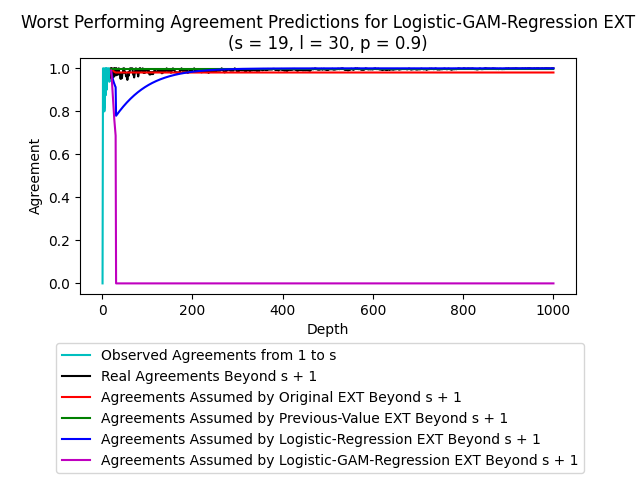 Worst Performing Agreement Predictions for Logistic-GAM-Regression EXT
(s = 19, l = 30, p = 0.9)
1.0
0.8
0.6
0.4
0.2
0.0
Agreement
0 200 400 600 800 1000
Depth
Observed Agreements from 1 to s
Real Agreements Beyond s + 1
Agreements Assumed by Original EXT Beyond s + 1
Agreements Assumed by Previous-Value EXT Beyond s + 1
Agreements Assumed by Logistic-Regression EXT Beyond s + 1
Agreements Assumed by Logistic-GAM-Regression EXT Beyond s + 1